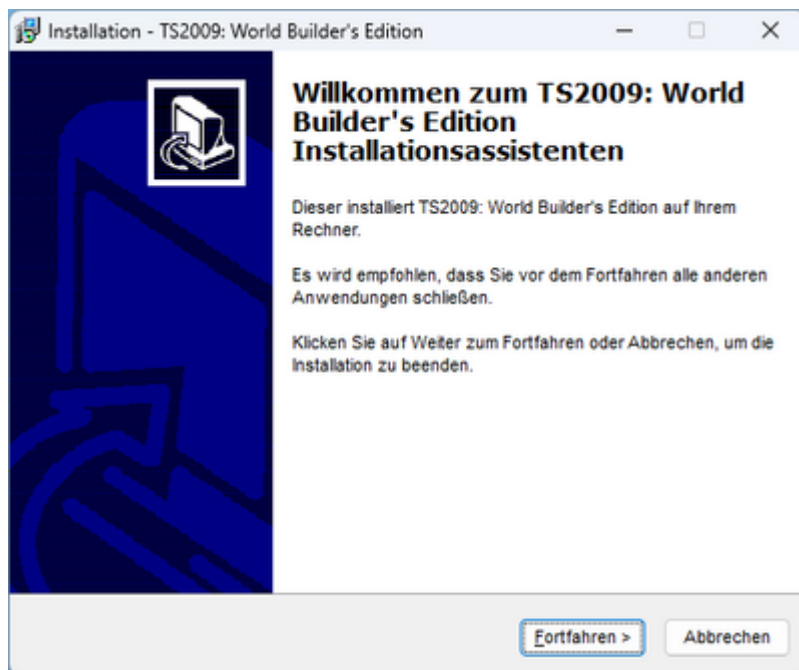 Installation - TS2009: World Builder's Edition
Willkommen zum TS2009: World
Builder's Edition
Installationsassistenten
Dieser installiert TS2009: World Builder's Edition auf Ihrem
Rechner.
Es wird empfohlen, dass Sie vor dem Fortfahren alle anderen
Anwendungen schließen.
Klicken Sie auf Weiter zum Fortfahren oder Abbrechen, um die
Installation zu beenden.
Fortfahren >
Abbrechen